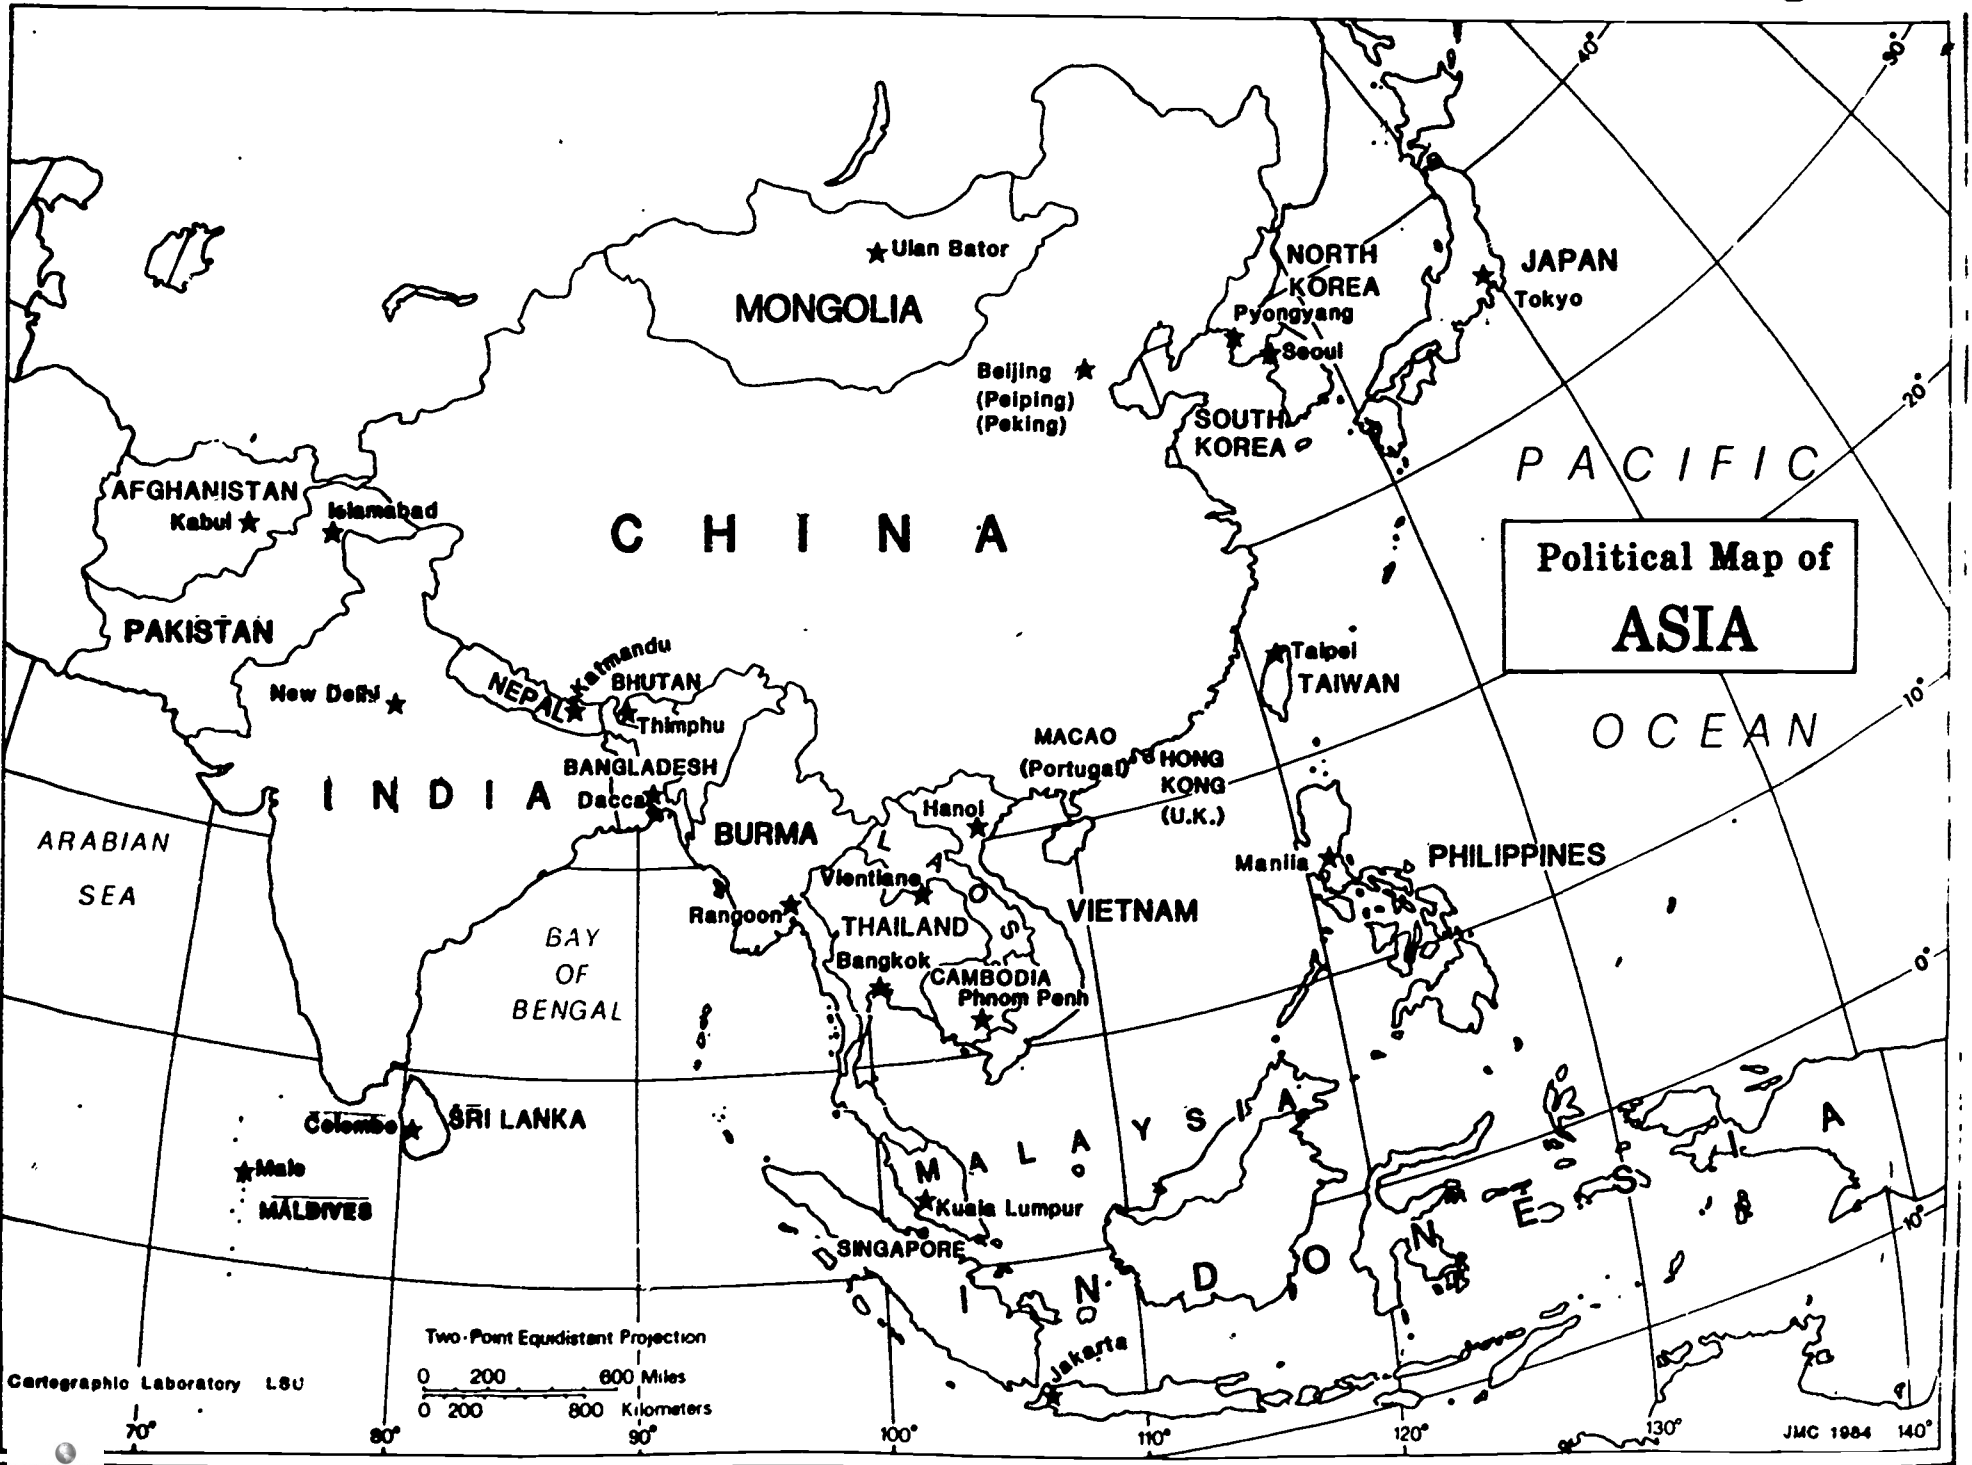 40°
30°
Ulan Bator
MONGOLIA
NORTH
KOREA
Pyongyang
Seoul
JAPAN
Tokyo
Beijing
(Peiping)
(Peking)
SOUTH
KOREA
20°
PACIFIC
AFGHANISTAN
Kabul
Islamabad
CHINA
Political Map of
ASIA
PAKISTAN
New Delhi
NEPAL
Katmandu
BHUTAN
Thimphu
Taipei
TAIWAN
10°
OCEAN
MACAO
(Portugal)
HONG
KONG
(U.K.)
BANGLADESH
Dacca
INDIA
BURMA
Hanoi
LAOS
Vientiane
ARABIAN
SEA
Rangoon
THAILAND
VIETNAM
Manila
PHILIPPINES
BAY
OF
BENGAL
Bangkok
CAMBODIA
Phnom Penh
0°
Colombo
SRI LANKA
Male
MALDIVES
MALAYSIA
Kuala Lumpur
SINGAPORE
INDONESIA
10°
Jakarta
Two-Point Equidistant Projection
0 200 600 Miles
0 200 800 Kilometers
Cartographic Laboratory LSU
JMC 1984
70° 80° 90° 100° 110° 120° 130° 140°